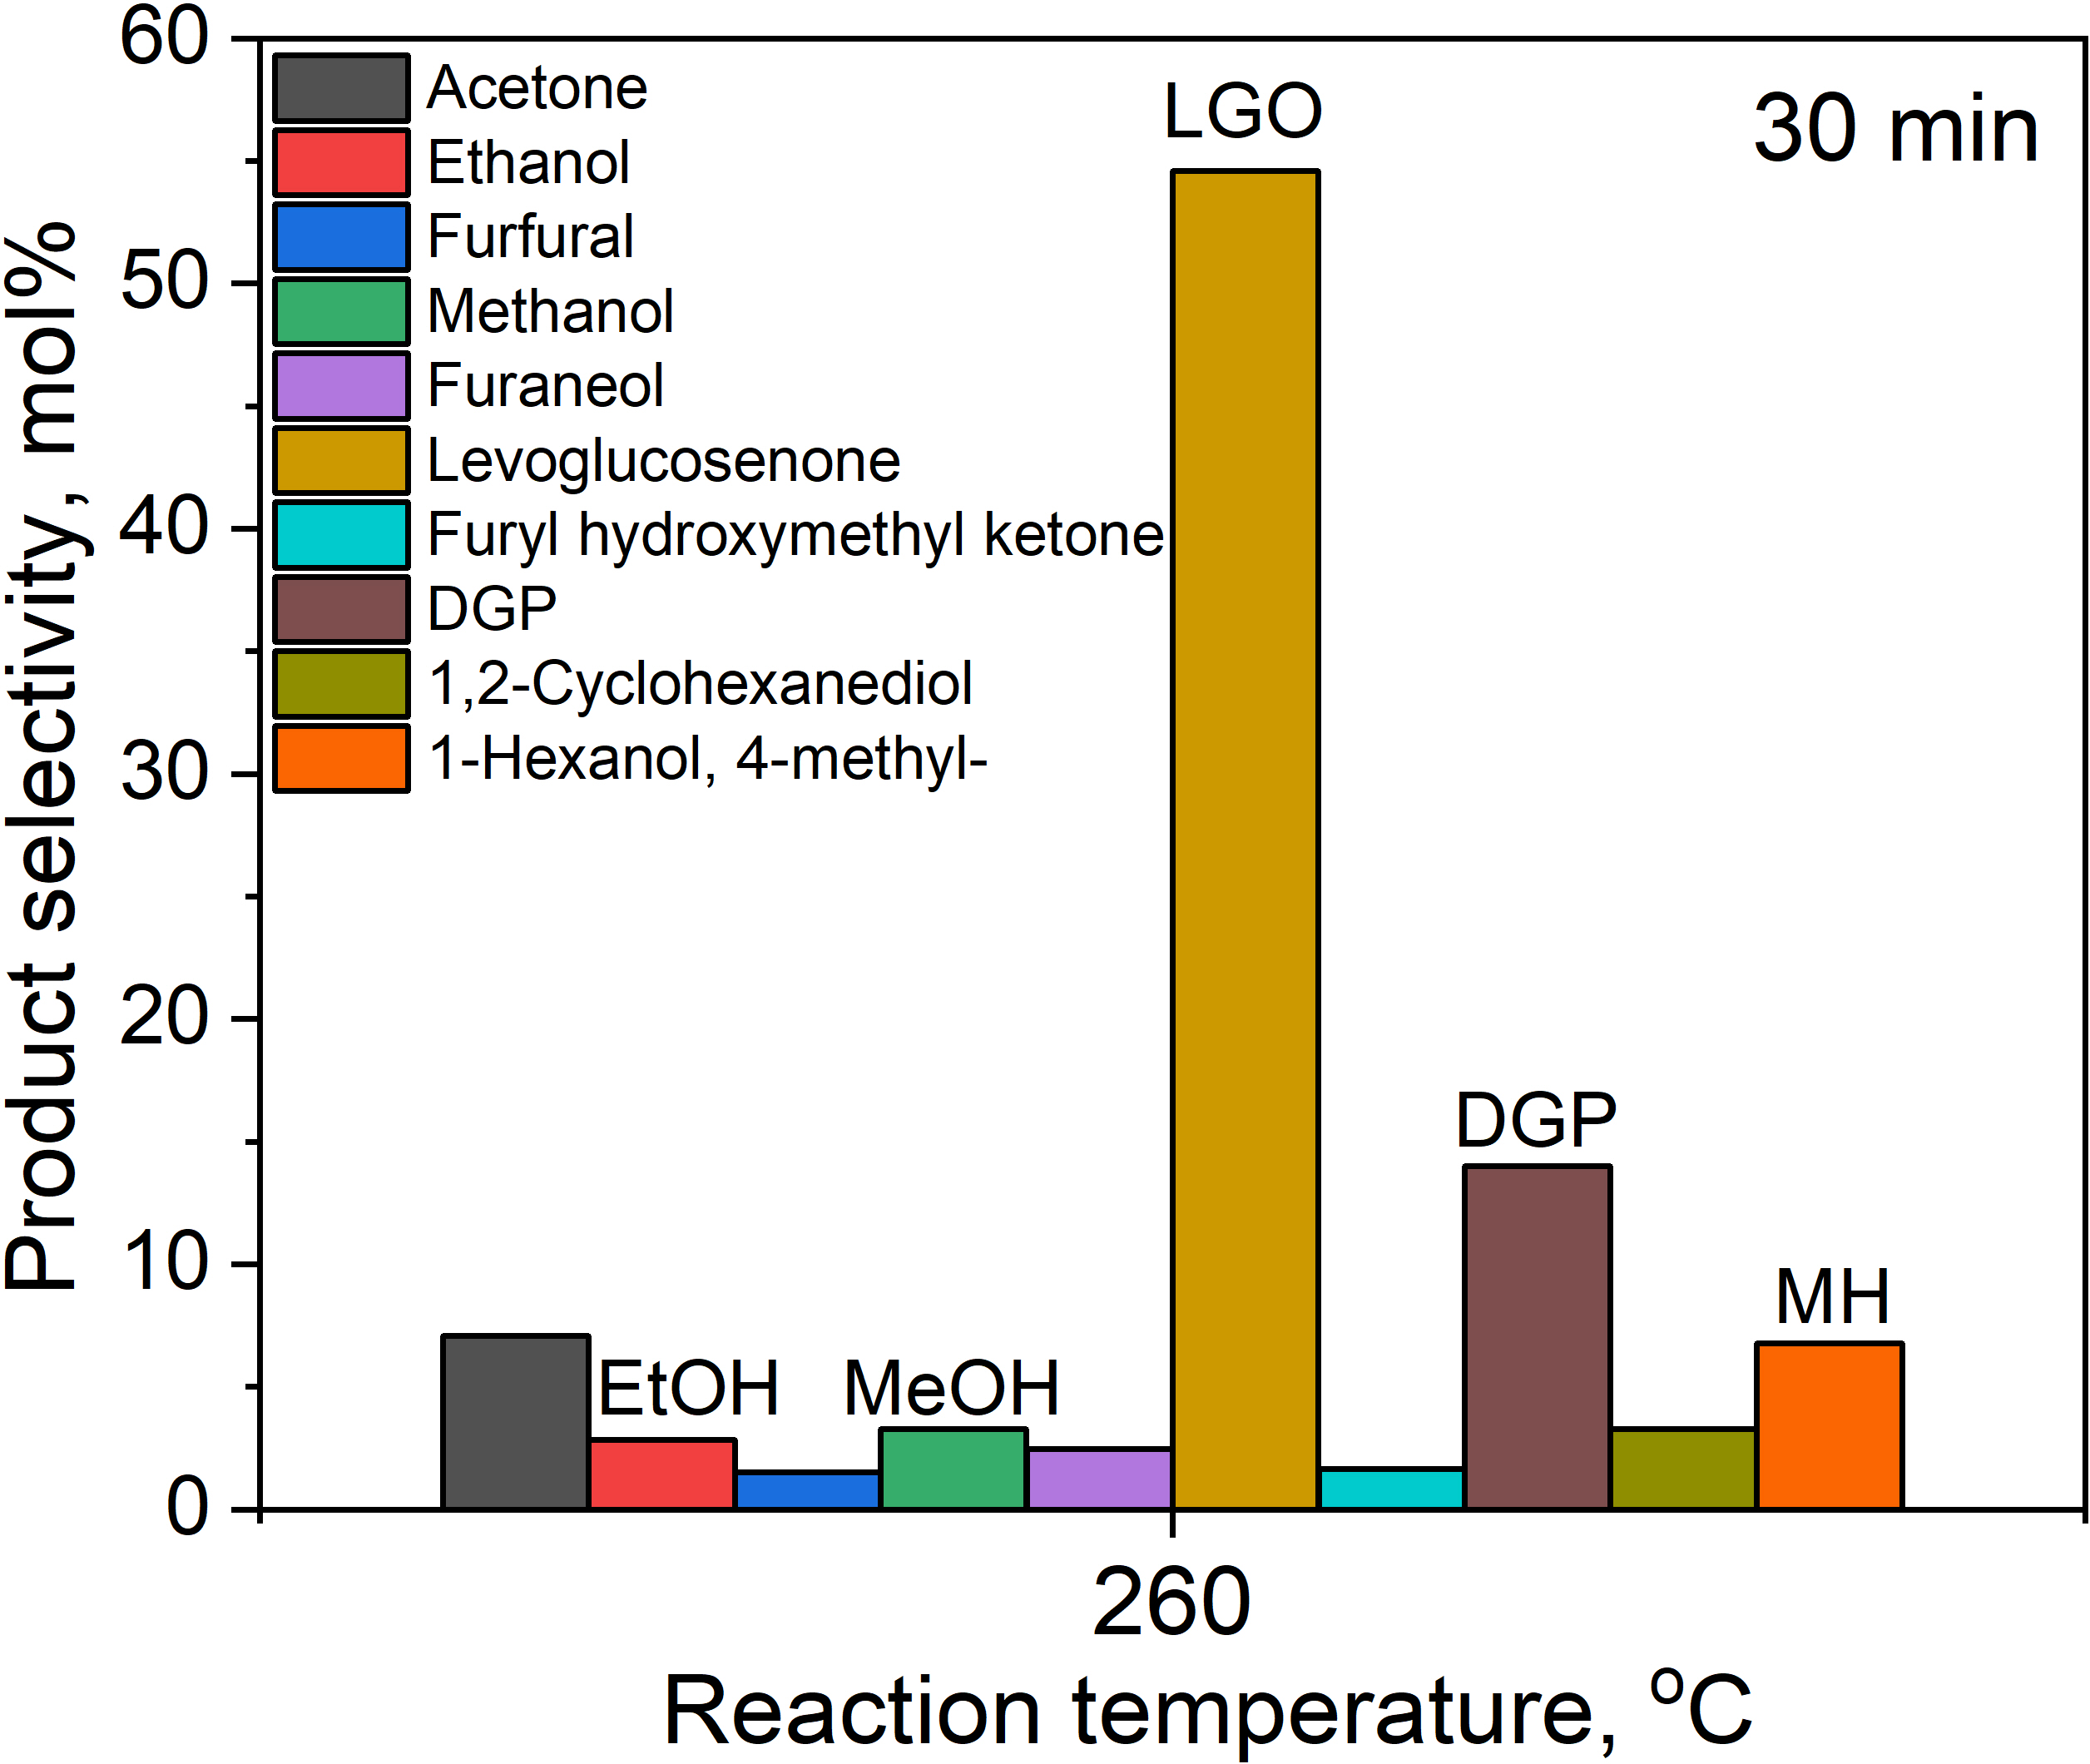 Product selectivity, mol%
60
50
40
30
20
10
0
Acetone
Ethanol
Furfural
Methanol
Furaneol
Levoglucosenone
Furyl hydroxymethyl ketone
DGP
1,2-Cyclohexanediol
1-Hexanol, 4-methyl-
30 min
LGO
DGP
MH
EtOH
MeOH
260
Reaction temperature, °C